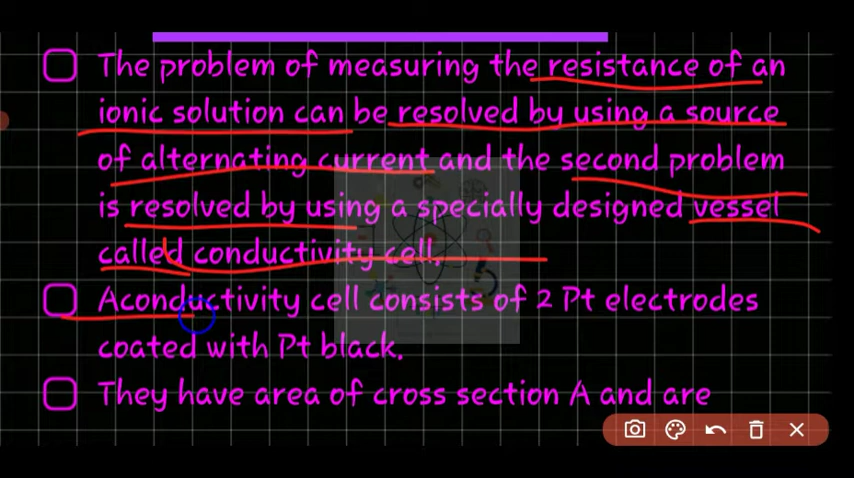 The problem of measuring the resistance of an
ionic solution can be resolved by using a source
of alternating current and the second problem
is resolved by using a specially designed vessel
called conductivity cell.
Aconductivity cell consists of 2 Pt electrodes
coated with Pt black.
They have area of cross section A and are